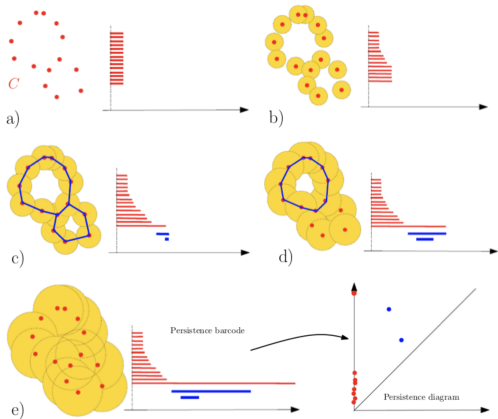 C
a)
b)
c)
d)
Persistence barcode
Persistence diagram
e)